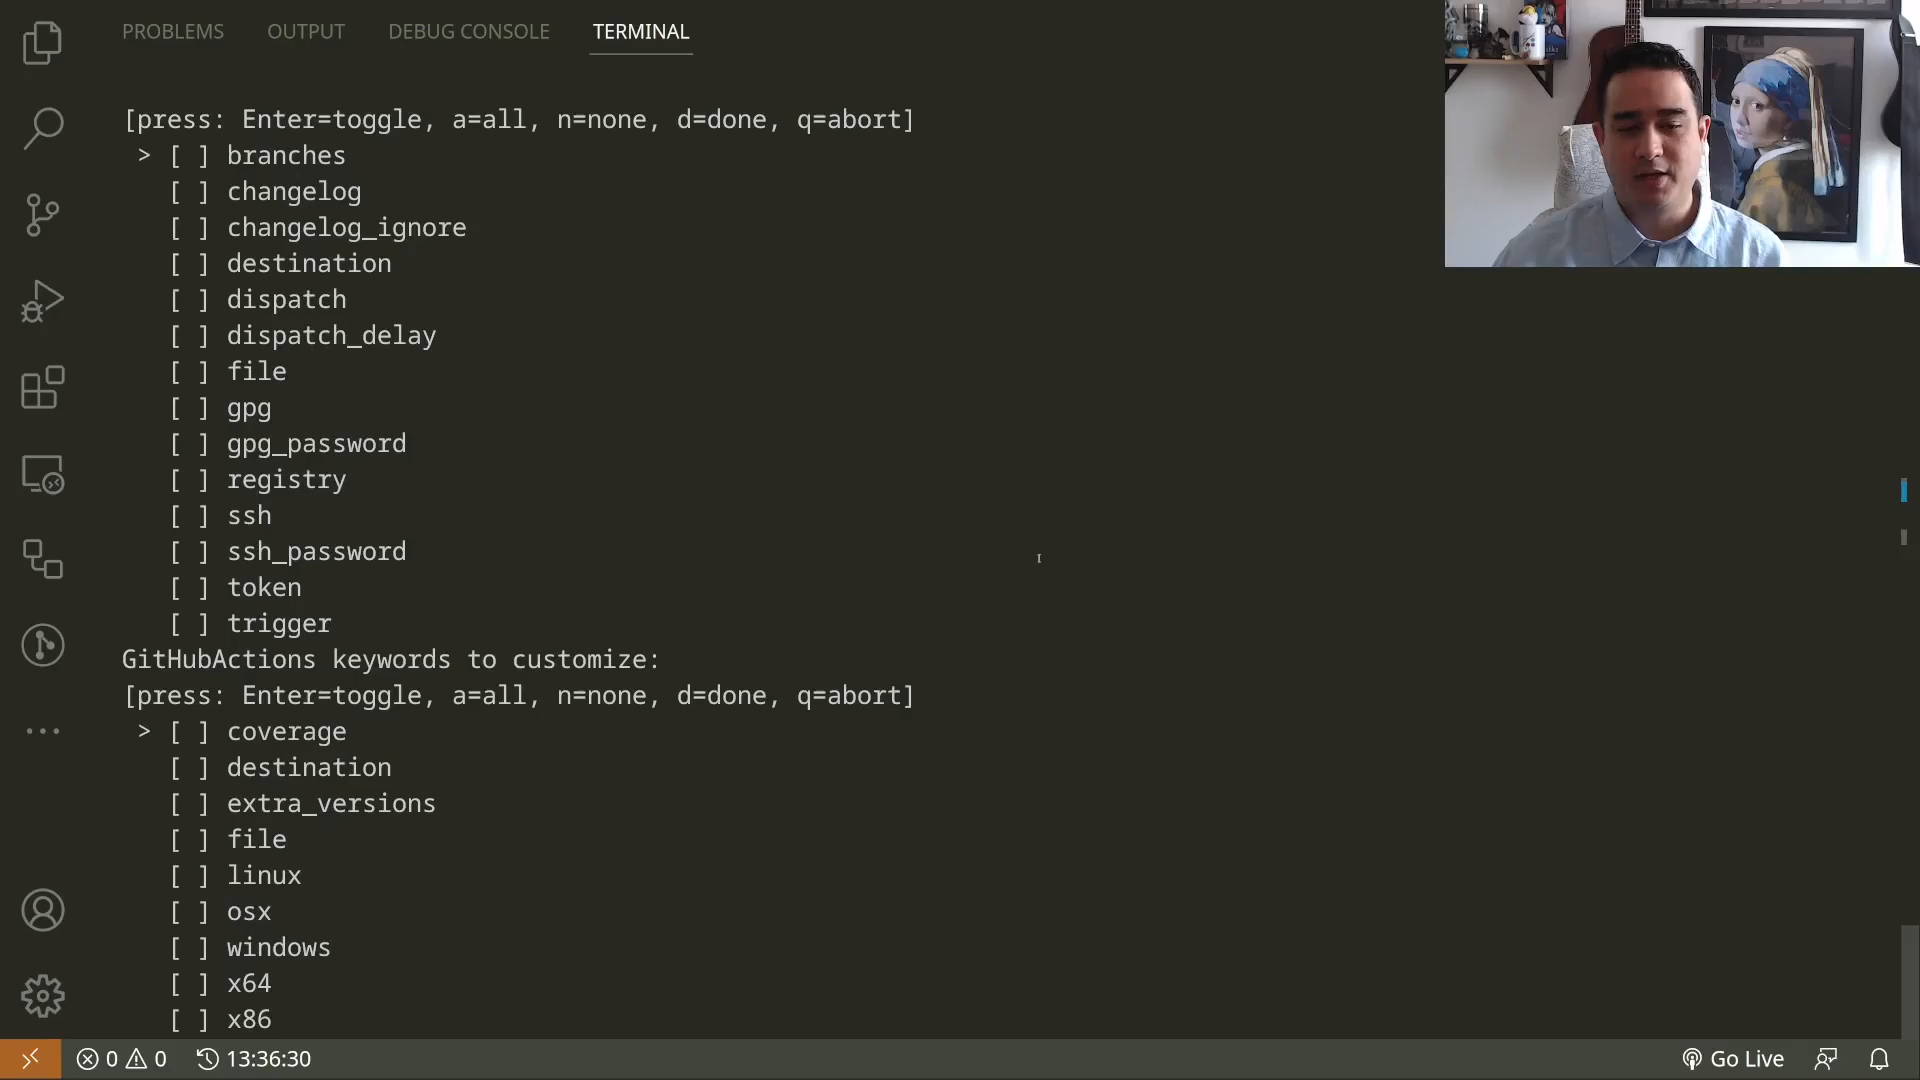 PROBLEMS OUTPUT DEBUG CONSOLE TERMINAL
[press: Enter=toggle, a=all, n=none, d=done, q=abort]
> [ ] branches
[ ] changelog
[ ] changelog_ignore
[ ] destination
[ ] dispatch
[ ] dispatch_delay
[ ] file
[ ] gpg
[ ] gpg_password
[ ] registry
[ ] ssh
[ ] ssh_password
[ ] token
[ ] trigger
GitHubActions keywords to customize:
[press: Enter=toggle, a=all, n=none, d=done, q=abort]
> [ ] coverage
[ ] destination
[ ] extra_versions
[ ] file
[ ] linux
[ ] osx
[ ] windows
[ ] x64
[ ] x86
0 0 13:36:30 Go Live